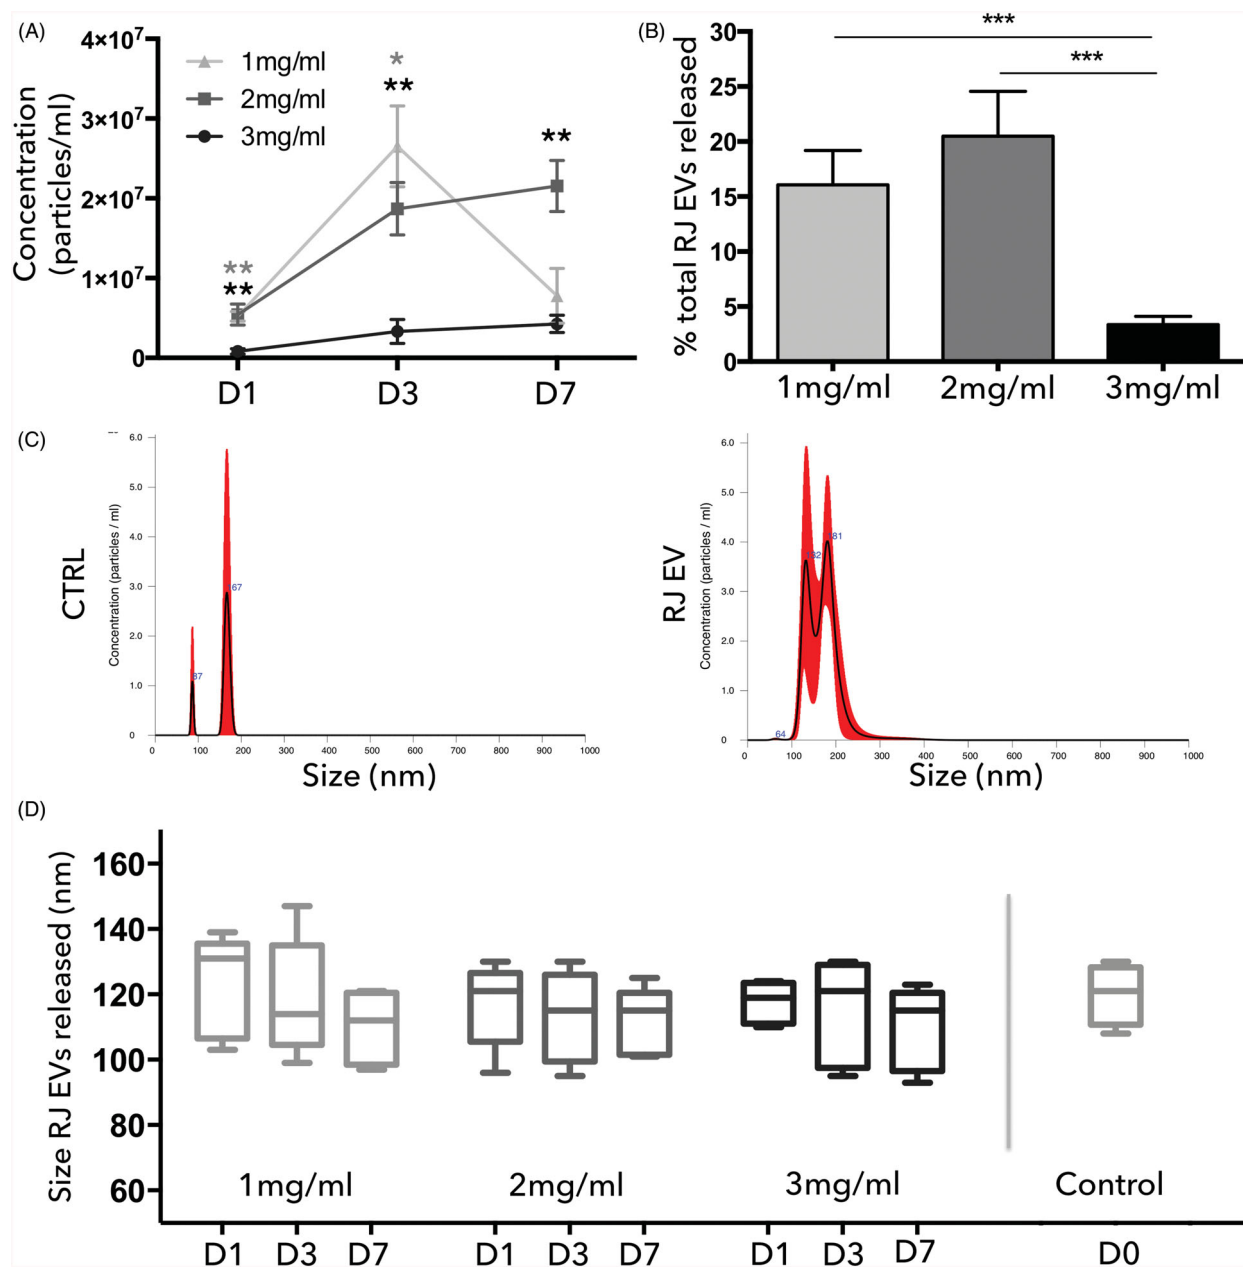 (A)
Concentration
(particles/ml)
4×10⁷
3×10⁷
2×10⁷
1×10⁷
0
1mg/ml
2mg/ml
3mg/ml
**
**
*
**
**
D1 D3 D7
(B)
% total RJ EVs released
30
25
20
15
10
5
0
***
***
1mg/ml 2mg/ml 3mg/ml
(C)
CTRL
Concentration (particles / ml)
6.0
5.0
4.0
3.0
2.0
1.0
0
37
67
0 100 200 300 400 500 600 700 800 900 1000
Size (nm)
RJ EV
Concentration (particles / ml)
6.0
5.0
4.0
3.0
2.0
1.0
0
64
132
181
0 100 200 300 400 500 600 700 800 900 1000
Size (nm)
(D)
Size RJ EVs released (nm)
160
140
120
100
80
60
1mg/ml 2mg/ml 3mg/ml Control
D1 D3 D7 D1 D3 D7 D1 D3 D7 D0